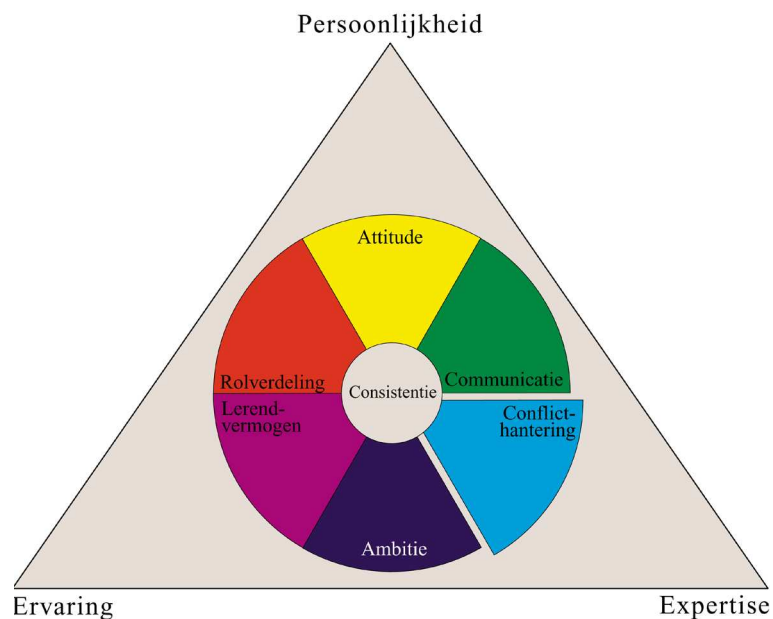 Persoonlijkheid
Attitude
Rolverdeling
Communicatie
Consistentie
Lerend-
vermogen
Conflict-
hantering
Ambitie
Ervaring
Expertise